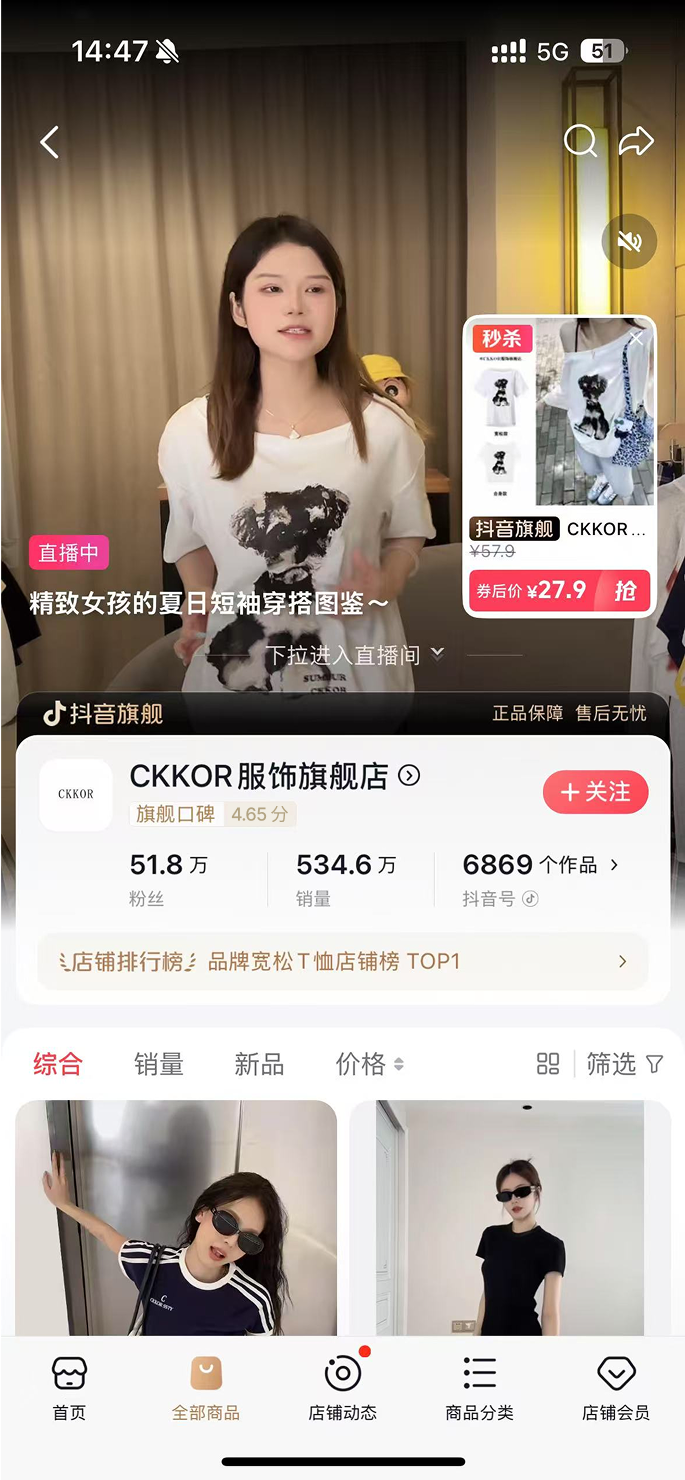 14:47
5G
51
秒杀
直播中
精致女孩的夏日短袖穿搭图鉴～
抖音旗舰 CKKOR...
¥57.9
券后价 ¥27.9 抢
下拉进入直播间
抖音旗舰
正品保障 售后无忧
CKKOR
CKKOR服饰旗舰店
旗舰口碑 4.65分
+关注
51.8万
534.6万
6869个作品
粉丝
销量
抖音号
店铺排行榜 品牌宽松T恤店铺榜 TOP1
综合
销量
新品
价格
筛选
首页
全部商品
店铺动态
商品分类
店铺会员